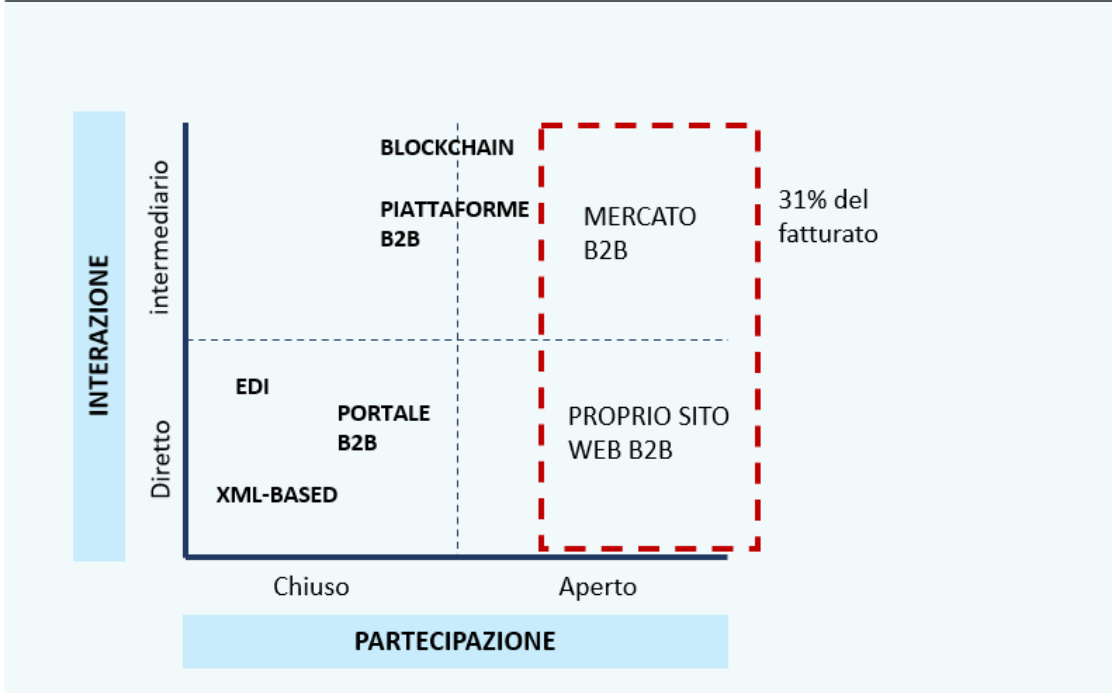 BLOCKCHAIN
PIATTAFORME
B2B
MERCATO
B2B
31% del
fatturato
INTERAZIONE
intermediario
Diretto
EDI
PORTALE
B2B
XML-BASED
PROPRIO SITO
WEB B2B
Chiuso
Aperto
PARTECIPAZIONE